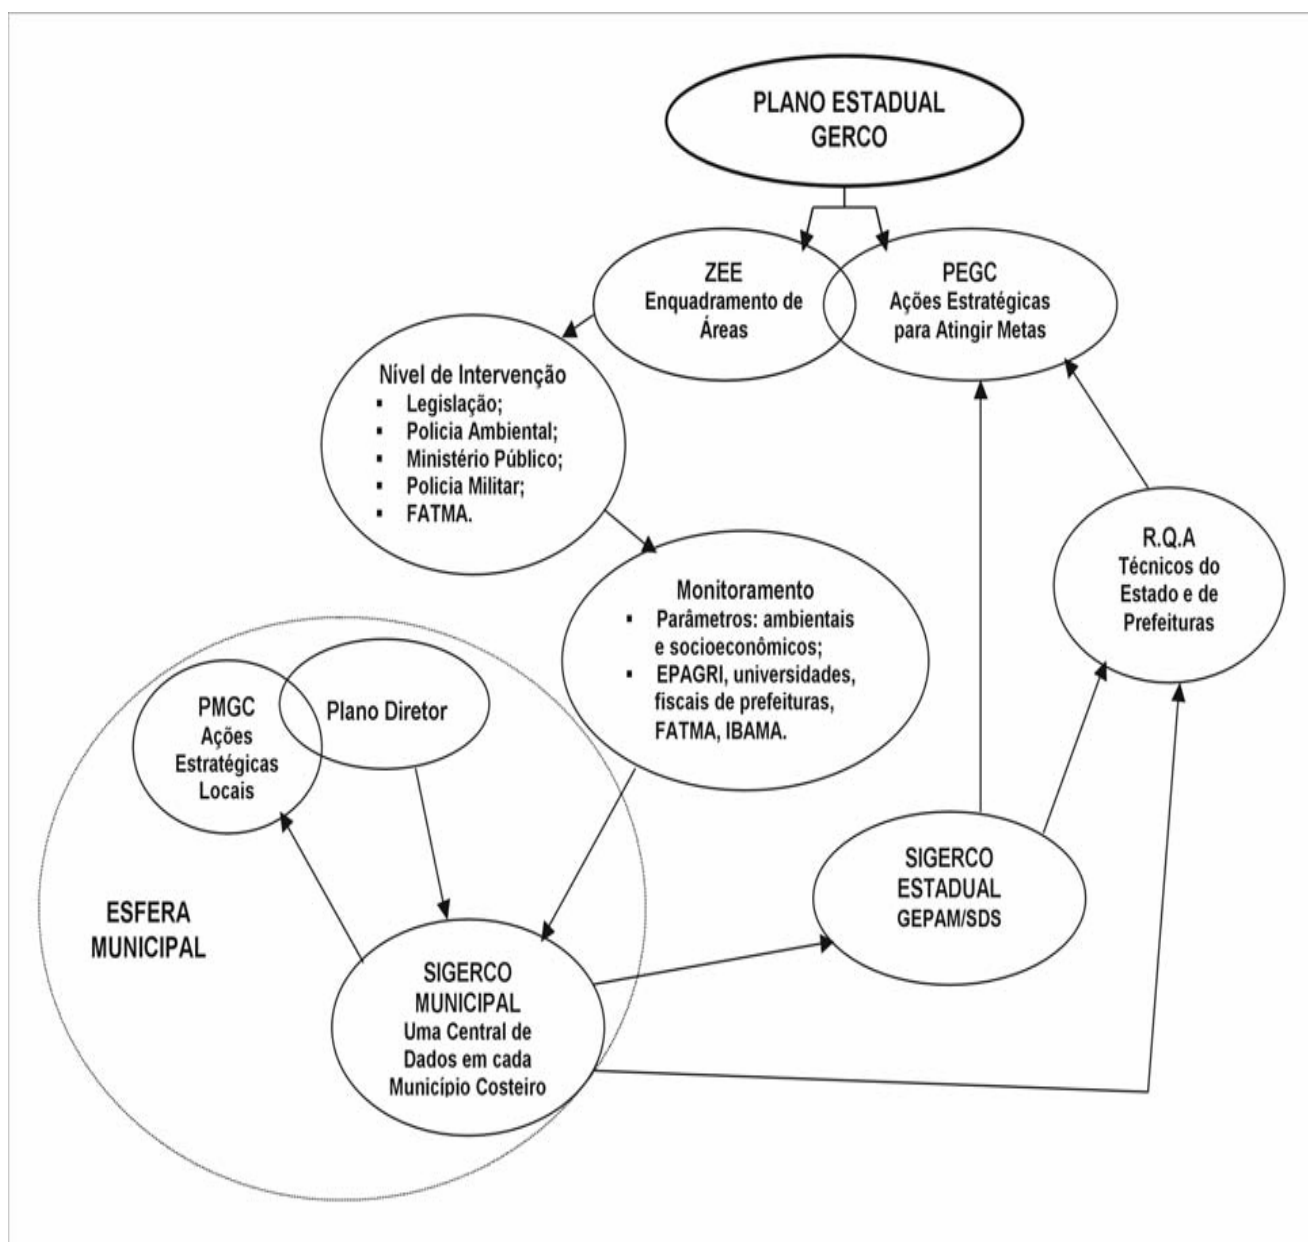 PLANO ESTADUAL
GERCO
ZEE
Enquadramento de
Áreas
PEGC
Ações Estratégicas
para Atingir Metas
Nível de Intervenção
▪ Legislação;
▪ Policia Ambiental;
▪ Ministério Público;
▪ Policia Militar;
▪ FATMA.
R.Q.A
Técnicos do
Estado e de
Prefeituras
Monitoramento
▪ Parâmetros: ambientais
e socioeconômicos;
▪ EPAGRI, universidades,
fiscais de prefeituras,
FATMA, IBAMA.
PMGC
Ações
Estratégicas
Locais
Plano Diretor
ESFERA
MUNICIPAL
SIGERCO
ESTADUAL
GEPAM/SDS
SIGERCO
MUNICIPAL
Uma Central de
Dados em cada
Município Costeiro